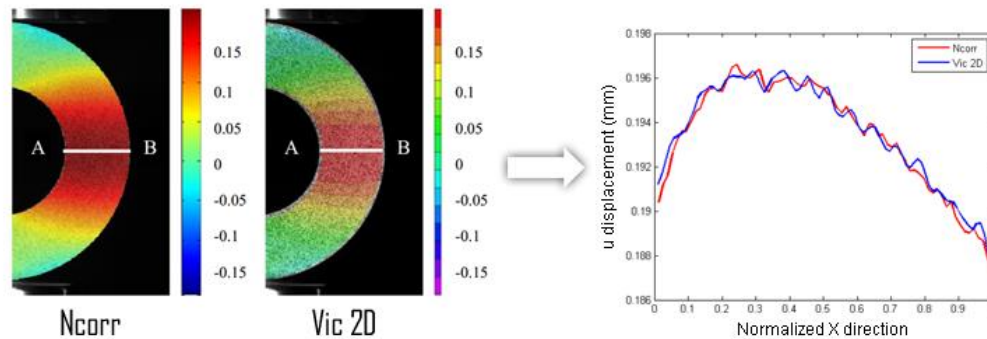 0.15
0.1
0.05
0
-0.05
-0.1
-0.15
A
B
Ncorr
0.15
0.1
0.05
0
-0.05
-0.1
-0.15
A
B
Vic 2D
0.198
0.196
0.194
0.192
0.19
0.188
0.186
u displacement (mm)
0 0.1 0.2 0.3 0.4 0.5 0.6 0.7 0.8 0.9
Normalized X direction
Ncorr
Vic 2D